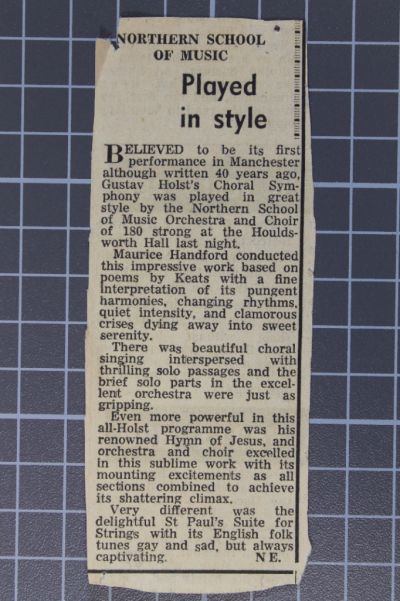 NORTHERN SCHOOL
OF MUSIC
Played
in style
BELIEVED to be its first
performance in Manchester
although written 40 years ago,
Gustav Holst's Choral Sym-
phony was played in great
style by the Northern School
of Music Orchestra and Choir
of 180 strong at the Houlds-
worth Hall last night.
Maurice Handford conducted
this impressive work based on
poems by Keats with a fine
interpretation of its pungent
harmonies, changing rhythms,
quiet intensity, and clamorous
crises dying away into sweet
serenity.
There was beautiful choral
singing interspersed with
thrilling solo passages and the
brief solo parts in the excel-
lent orchestra were just as
gripping.
Even more powerful in this
all-Holst programme was his
renowned Hymn of Jesus, and
orchestra and choir excelled
in this sublime work with its
mounting excitements as all
sections combined to achieve
its shattering climax.
Very different was the
delightful St Paul's Suite for
Strings with its English folk
tunes gay and sad, but always
captivating. N E.